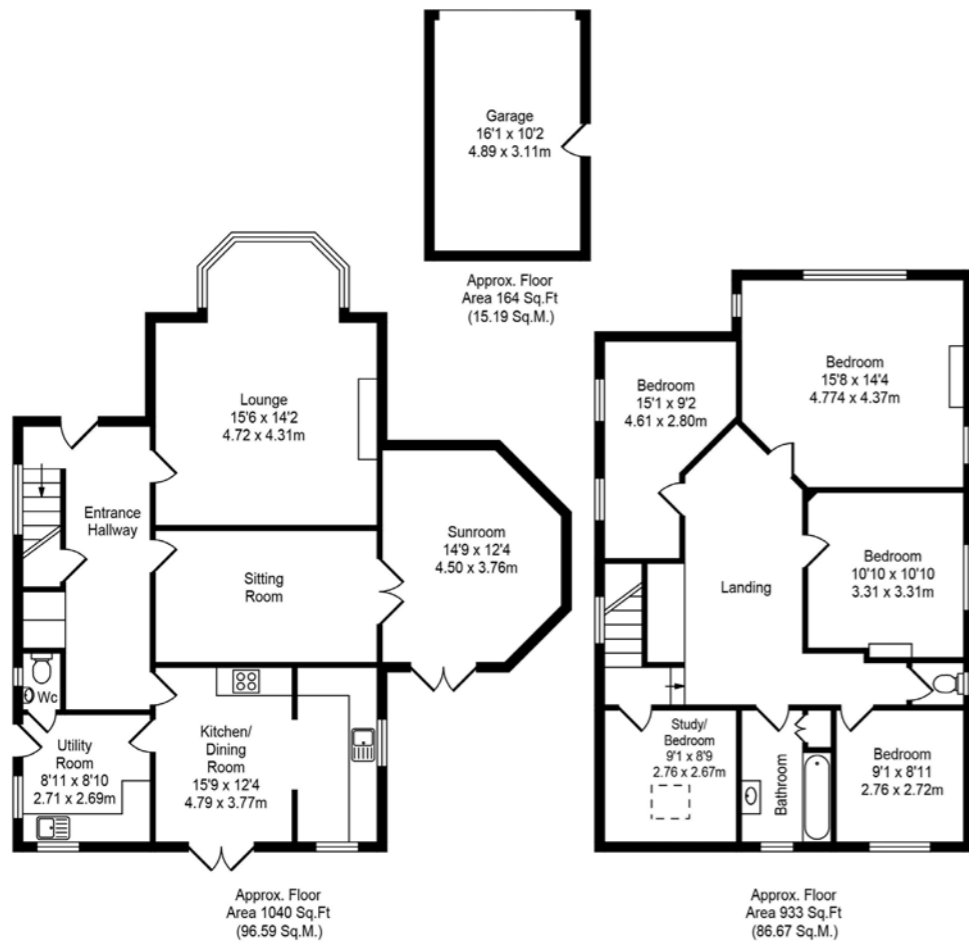 Garage
16'1 x 10'2
4.89 x 3.11m
Approx. Floor
Area 164 Sq.Ft
(15.19 Sq.M.)
Lounge
15'6 x 14'2
4.72 x 4.31m
Entrance
Hallway
Sunroom
14'9 x 12'4
4.50 x 3.76m
Sitting
Room
Wc
Utility
Room
8'11 x 8'10
2.71 x 2.69m
Kitchen/
Dining
Room
15'9 x 12'4
4.79 x 3.77m
Approx. Floor
Area 1040 Sq.Ft
(96.59 Sq.M.)
Bedroom
15'8 x 14'4
4.774 x 4.37m
Bedroom
15'1 x 9'2
4.61 x 2.80m
Bedroom
10'10 x 10'10
3.31 x 3.31m
Landing
Study/
Bedroom
9'1 x 8'9
2.76 x 2.67m
Bathroom
Bedroom
9'1 x 8'11
2.76 x 2.72m
Approx. Floor
Area 933 Sq.Ft
(86.67 Sq.M.)